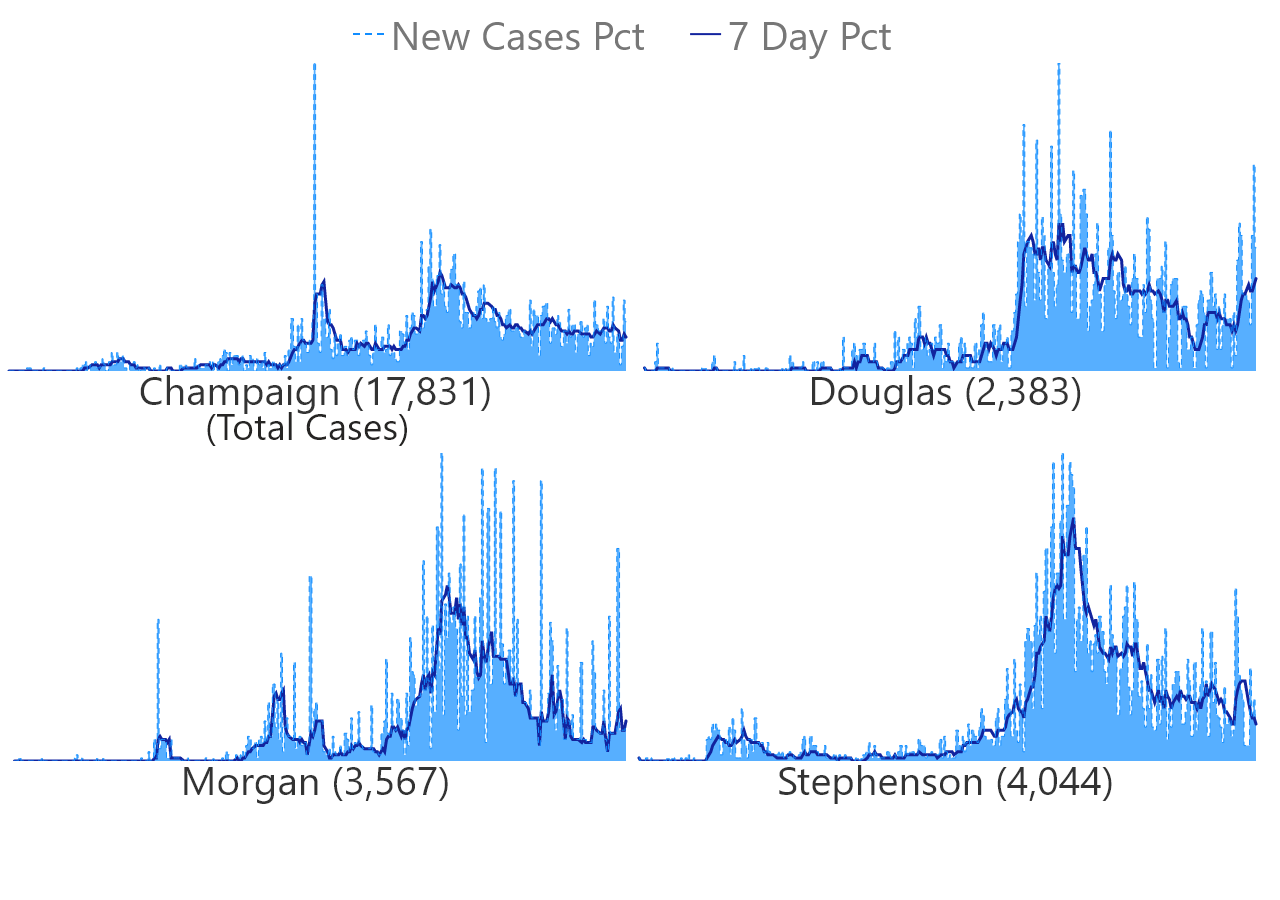 New Cases Pct 7 Day Pct
Champaign (17,831)
(Total Cases)
Douglas (2,383)
Morgan (3,567)
Stephenson (4,044)